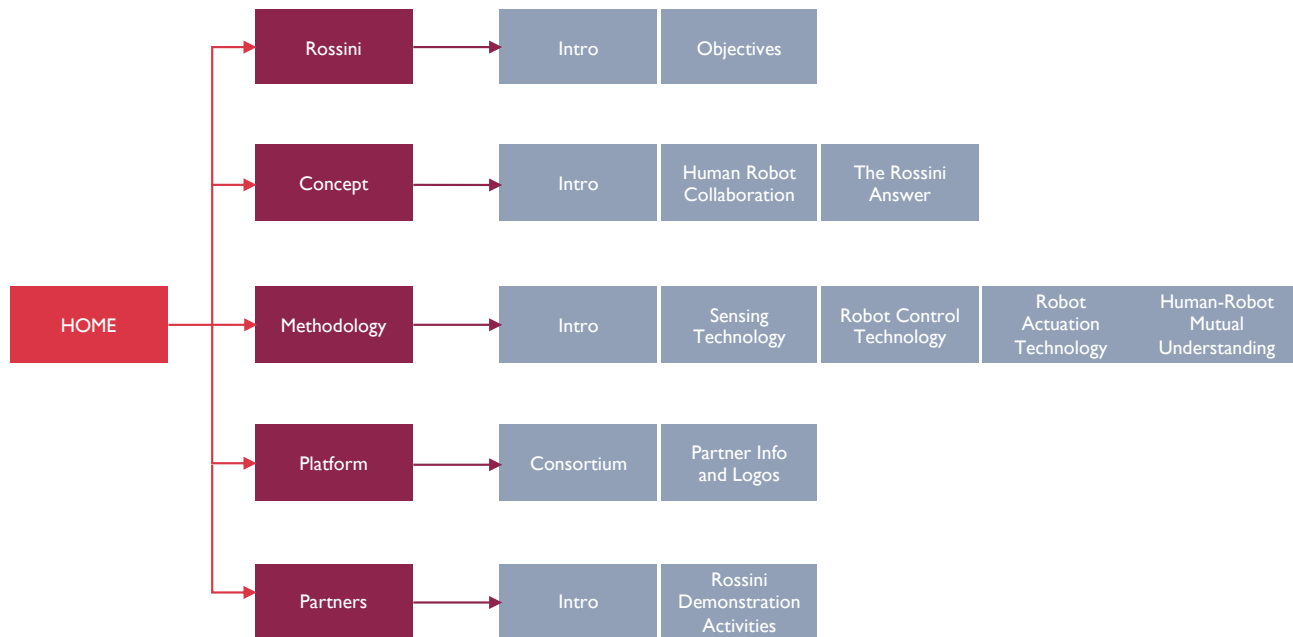 Rossini
Intro
Objectives
Concept
Intro
Human Robot
Collaboration
The Rossini
Answer
HOME
Methodology
Intro
Sensing
Technology
Robot Control
Technology
Robot
Actuation
Technology
Human-Robot
Mutual
Understanding
Platform
Consortium
Partner Info
and Logos
Partners
Intro
Rossini
Demonstration
Activities